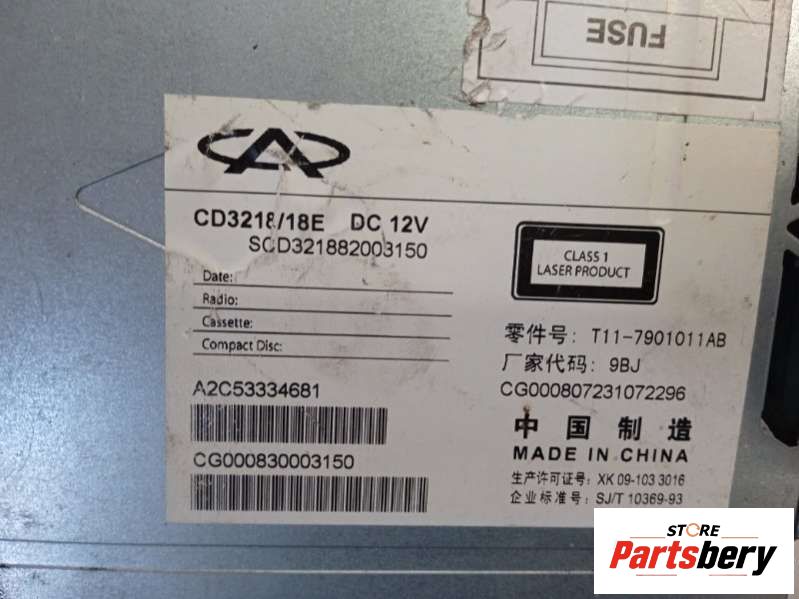 FUSE
CD3218/18E DC 12V
SCD321882003150
CLASS 1
LASER PRODUCT
Date:
Radio:
Cassette:
Compact Disc:
零件号: T11-7901011AB
厂家代码: 9BJ
A2C53334681
CG000807231072296
中国制造
MADE IN CHINA
CG000830003150
生产许可证号: XK 09-103 3016
企业标准号: SJ/T 10369-93
STORE
Partsbery